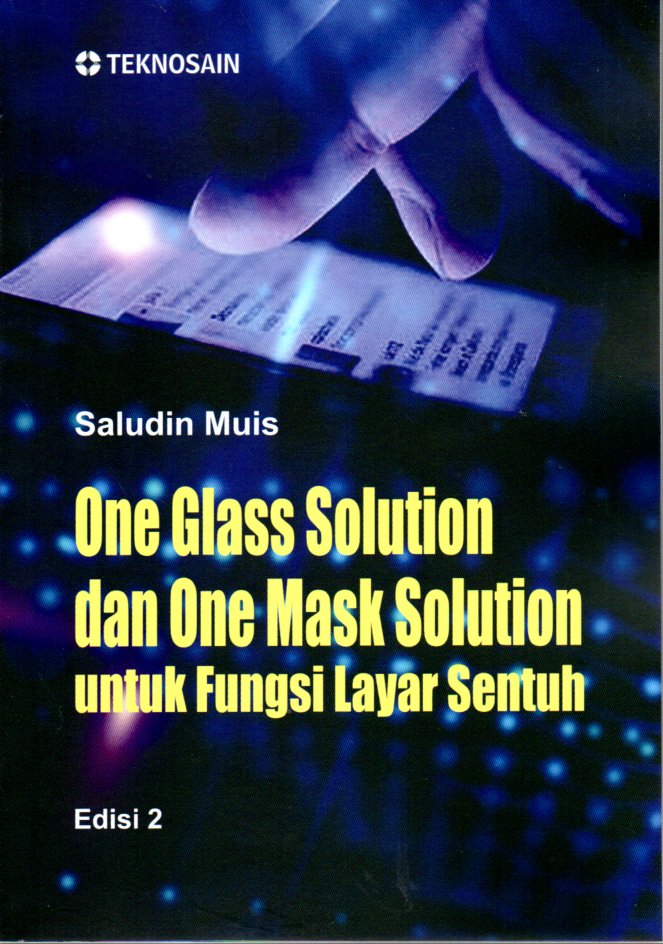 TEKNOSAIN
Saludin Muis
One Glass Solution
dan One Mask Solution
untuk Fungsi Layar Sentuh
Edisi 2